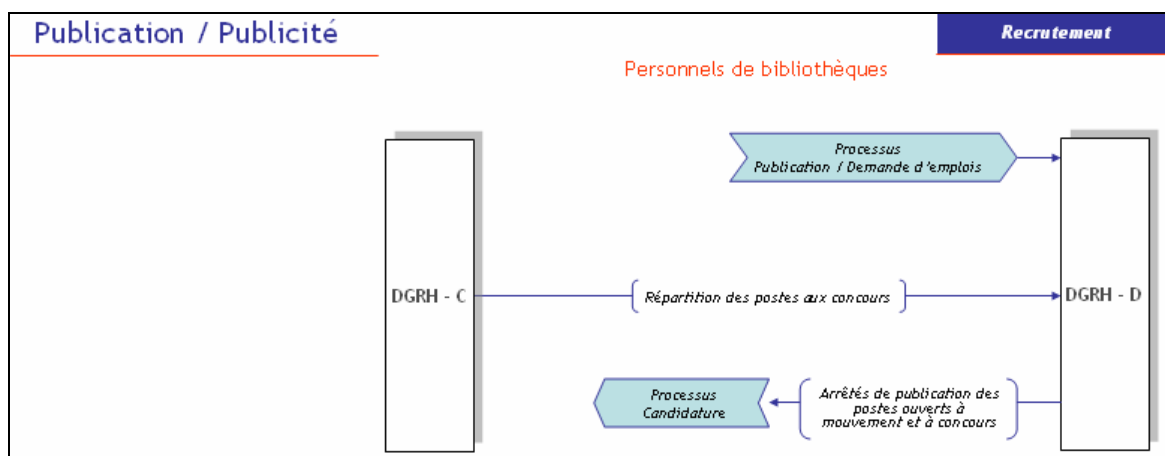 Publication / Publicité
Recrutement
Personnels de bibliothèques
Processus
Publication / Demande d'emplois
DGRH - C
Répartition des postes aux concours
DGRH - D
Processus
Candidature
Arrêtés de publication des
postes ouverts à
mouvement et à concours